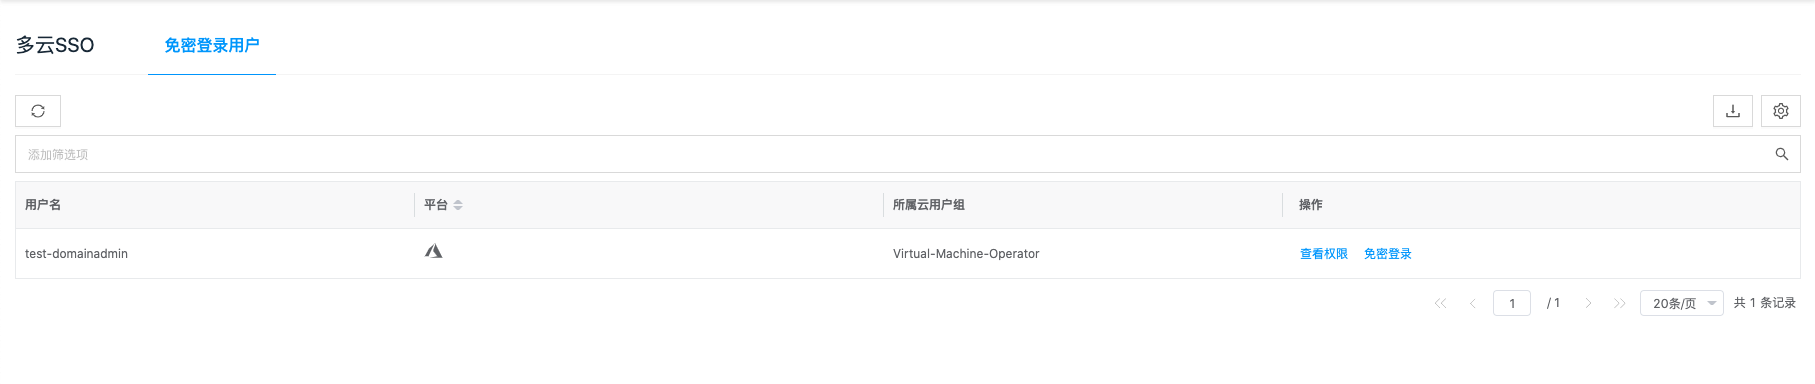 多云SSO 免密登录用户
添加筛选项
用户名 平台 所属云用户组 操作
test-domainadmin Virtual-Machine-Operator 查看权限 免密登录
1 / 1 20条/页 共 1 条记录